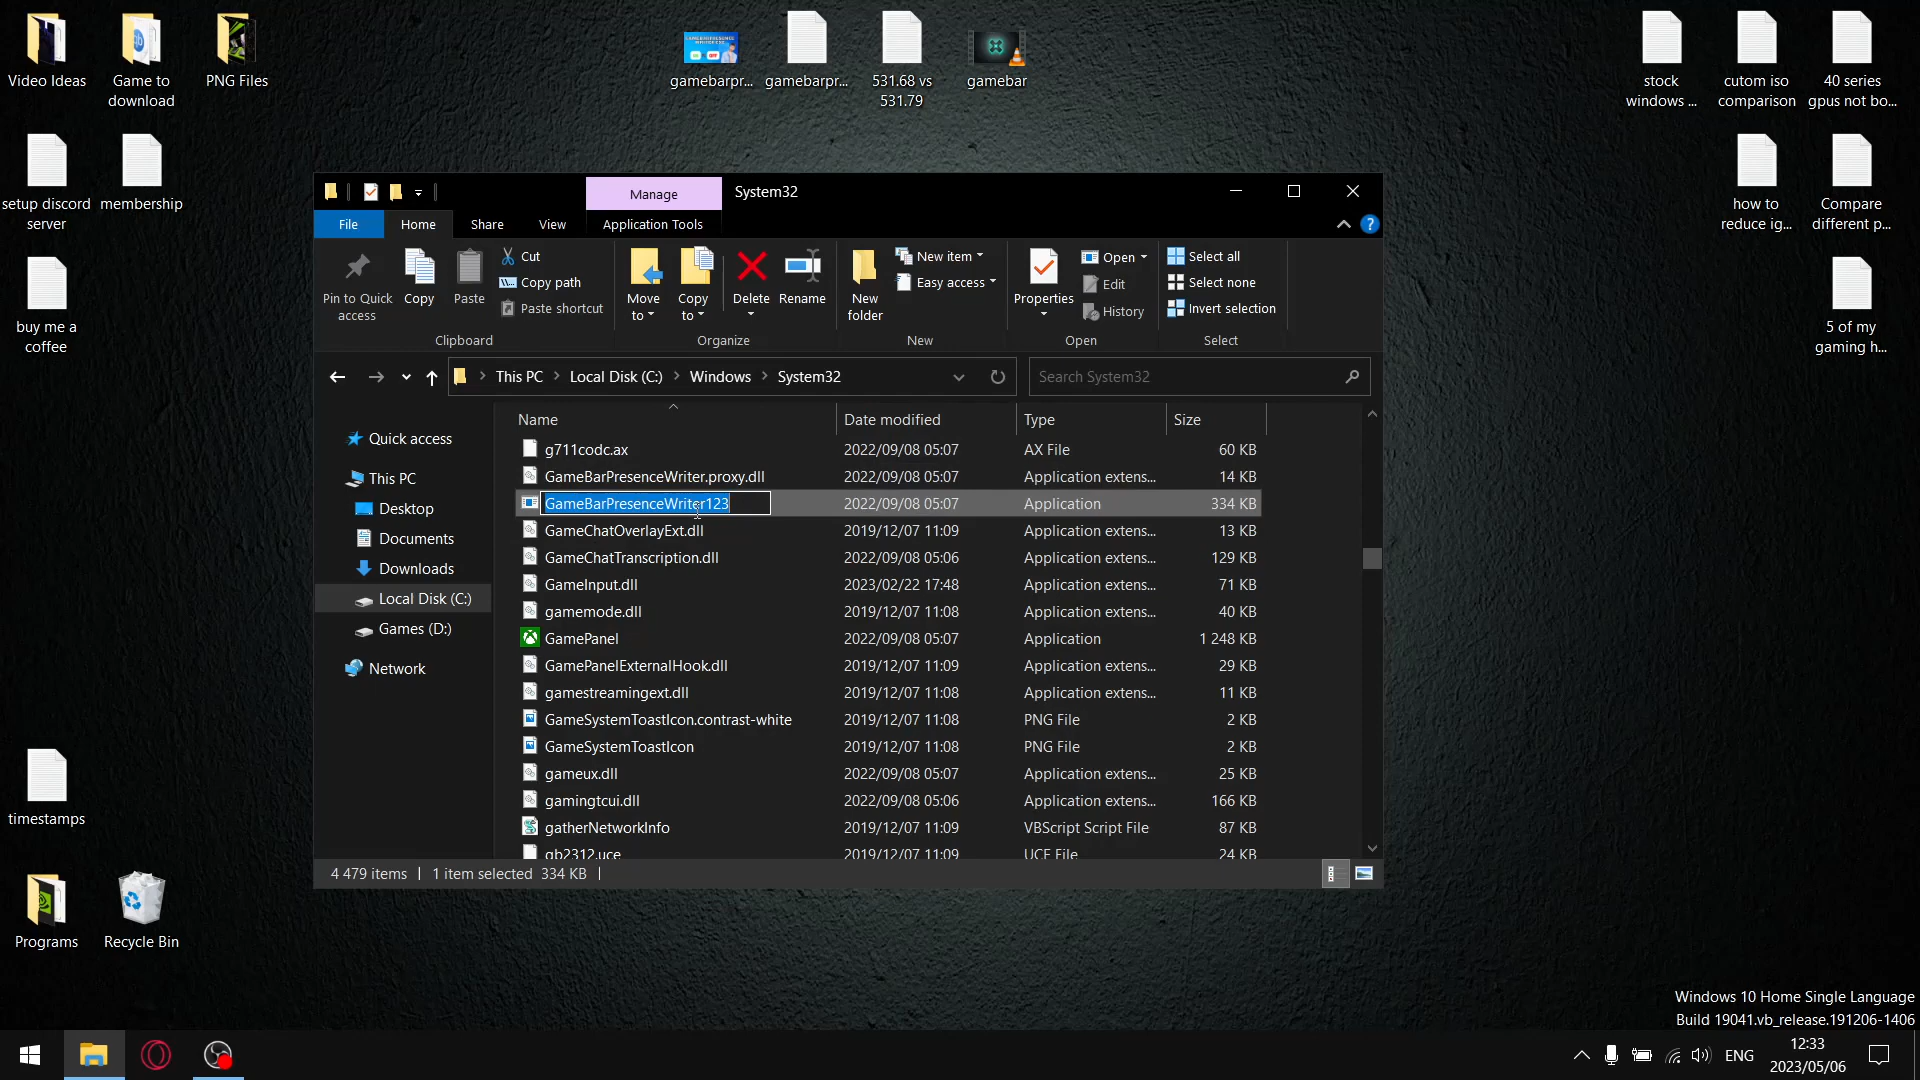 Video Ideas
Game to
download
PNG Files
gamebarpr...
gamebarpr...
531.68 vs
531.79
gamebar
stock
windows ...
cutom iso
comparison
40 series
gpus not bo...
setup discord
server
membership
how to
reduce ig...
Compare
different p...
buy me a
coffee
5 of my
gaming h...
timestamps
Programs
Recycle Bin
Manage
System32
File
Home
Share
View
Application Tools
Pin to Quick
access
Copy
Paste
Cut
Copy path
Paste shortcut
Clipboard
Move
to
Copy
to
Delete
Rename
Organize
New
folder
New item
Easy access
New
Properties
Open
Edit
History
Open
Select all
Select none
Invert selection
Select
This PC
Local Disk (C:)
Windows
System32
Search System32
Quick access
This PC
Desktop
Documents
Downloads
Local Disk (C:)
Games (D:)
Network
Name Date modified Type Size
g711codc.ax 2022/09/08 05:07 AX File 60 KB
GameBarPresenceWriter.proxy.dll 2022/09/08 05:07 Application extens... 14 KB
GameBarPresenceWriter123 2022/09/08 05:07 Application 334 KB
GameChatOverlayExt.dll 2019/12/07 11:09 Application extens... 13 KB
GameChatTranscription.dll 2022/09/08 05:06 Application extens... 129 KB
GameInput.dll 2023/02/22 17:48 Application extens... 71 KB
gamemode.dll 2019/12/07 11:08 Application extens... 40 KB
GamePanel 2022/09/08 05:07 Application 1 248 KB
GamePanelExternalHook.dll 2019/12/07 11:09 Application extens... 29 KB
gamestreamingext.dll 2019/12/07 11:08 Application extens... 11 KB
GameSystemToastIcon.contrast-white 2019/12/07 11:08 PNG File 2 KB
GameSystemToastIcon 2019/12/07 11:08 PNG File 2 KB
gameux.dll 2022/09/08 05:07 Application extens... 25 KB
gamingtcui.dll 2022/09/08 05:06 Application extens... 166 KB
gatherNetworkInfo 2019/12/07 11:09 VBScript Script File 87 KB
gb2312.uce 2019/12/07 11:09 UCE File 24 KB
4 479 items 1 item selected 334 KB
Windows 10 Home Single Language
Build 19041.vb_release.191206-1406
ENG
12:33
2023/05/06